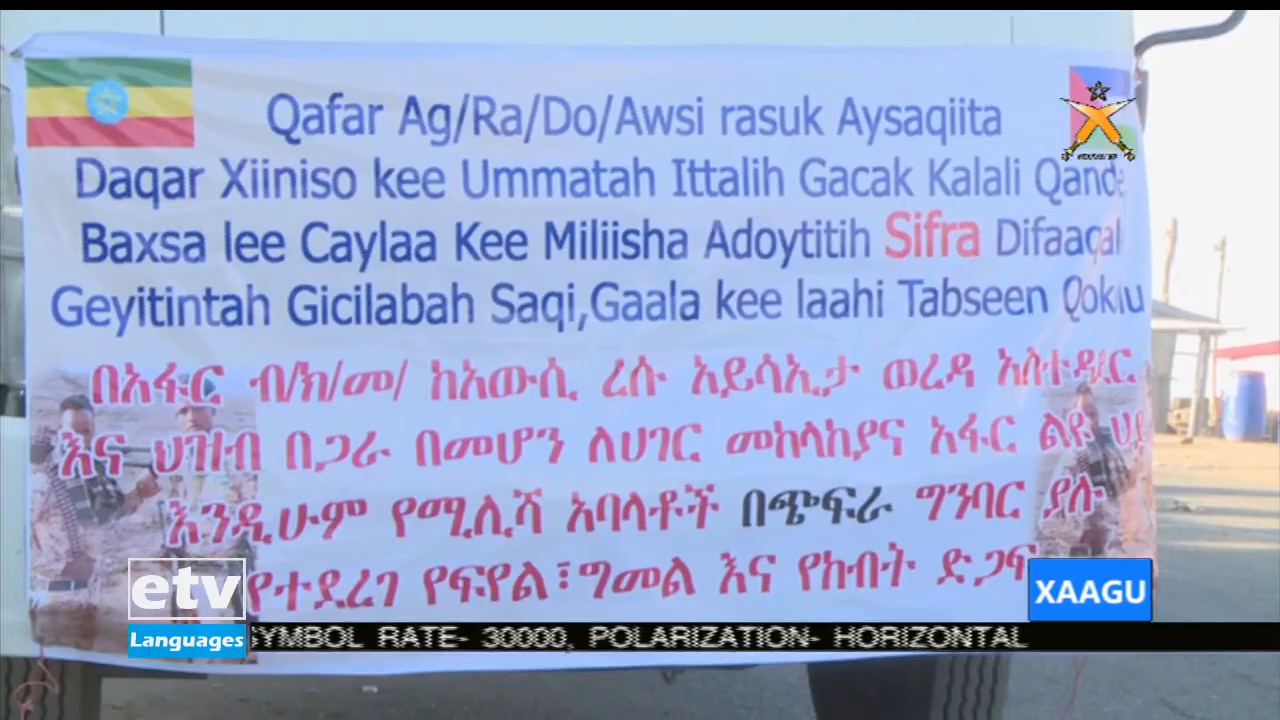 Qafar Ag/Ra/Do/Awsi rasuk Aysaqiita
Daqar Xiiniso kee Ummatah Ittalih Gacak Kalali Qande
Baxsa lee Caylaa Kee Miliisha Adoytitih Sifra Difaaqal
Geyitintah Gicilabah Saqi,Gaala kee laahi Tabseen
በአፋር ብ/ክ/መ/ ከአውሲ ረሱ አይሳኢታ ወረዳ አስተዳደር
እና ህዝብ በጋራ በመሆን ለሀገር መከላከያና አፋር ልዩ
እንዲሁም የሚሊሻ አባላቶች በጭፍራ ግንባር ያሉ
የተደረገ የፍየል፣ግመል እና የከብት ድጋፍ
etv
Languages
XAAGU
SYMBOL RATE- 30000, POLARIZATION- HORIZONTAL